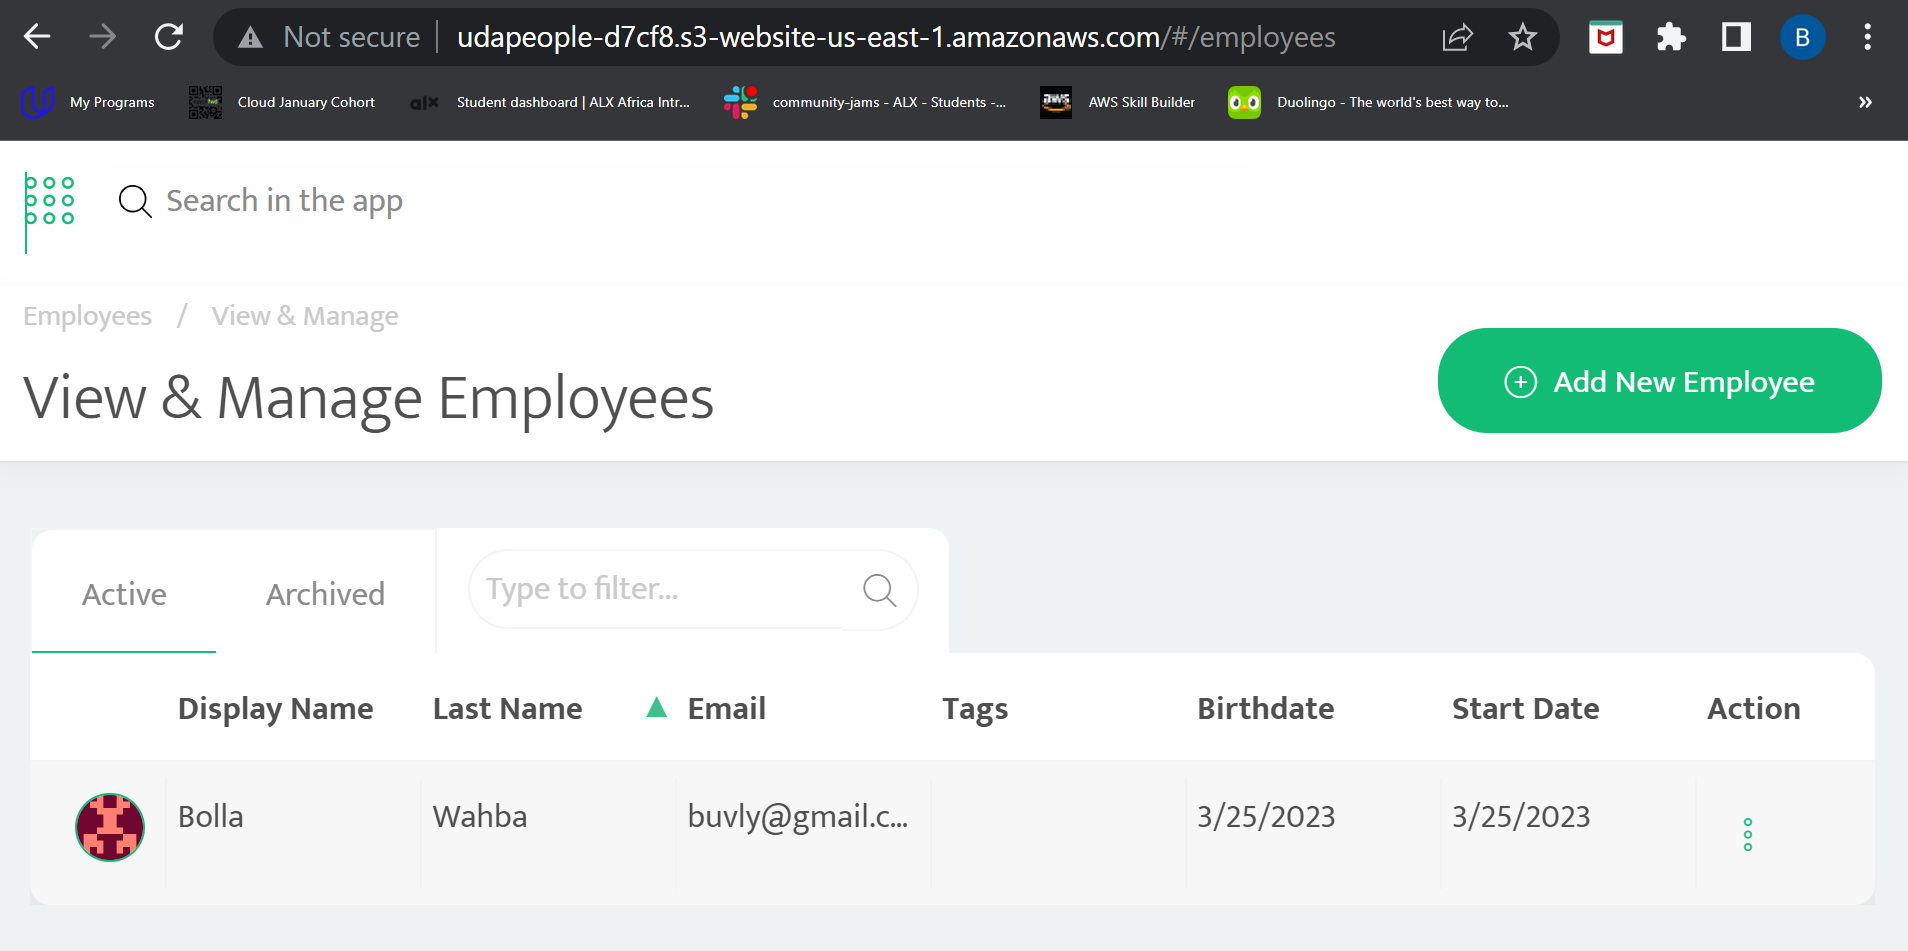 Not secure udapeople-d7cf8.s3-website-us-east-1.amazonaws.com/#/employees B
My Programs Cloud January Cohort alx Student dashboard | ALX Africa Intr... community-jams - ALX - Students -... AWS Skill Builder Duolingo - The world's best way to... »
Search in the app
Employees / View & Manage
View & Manage Employees
Add New Employee
Active Archived Type to filter...
Display Name Last Name Email Tags Birthdate Start Date Action
Bolla Wahba buvly@gmail.c... 3/25/2023 3/25/2023